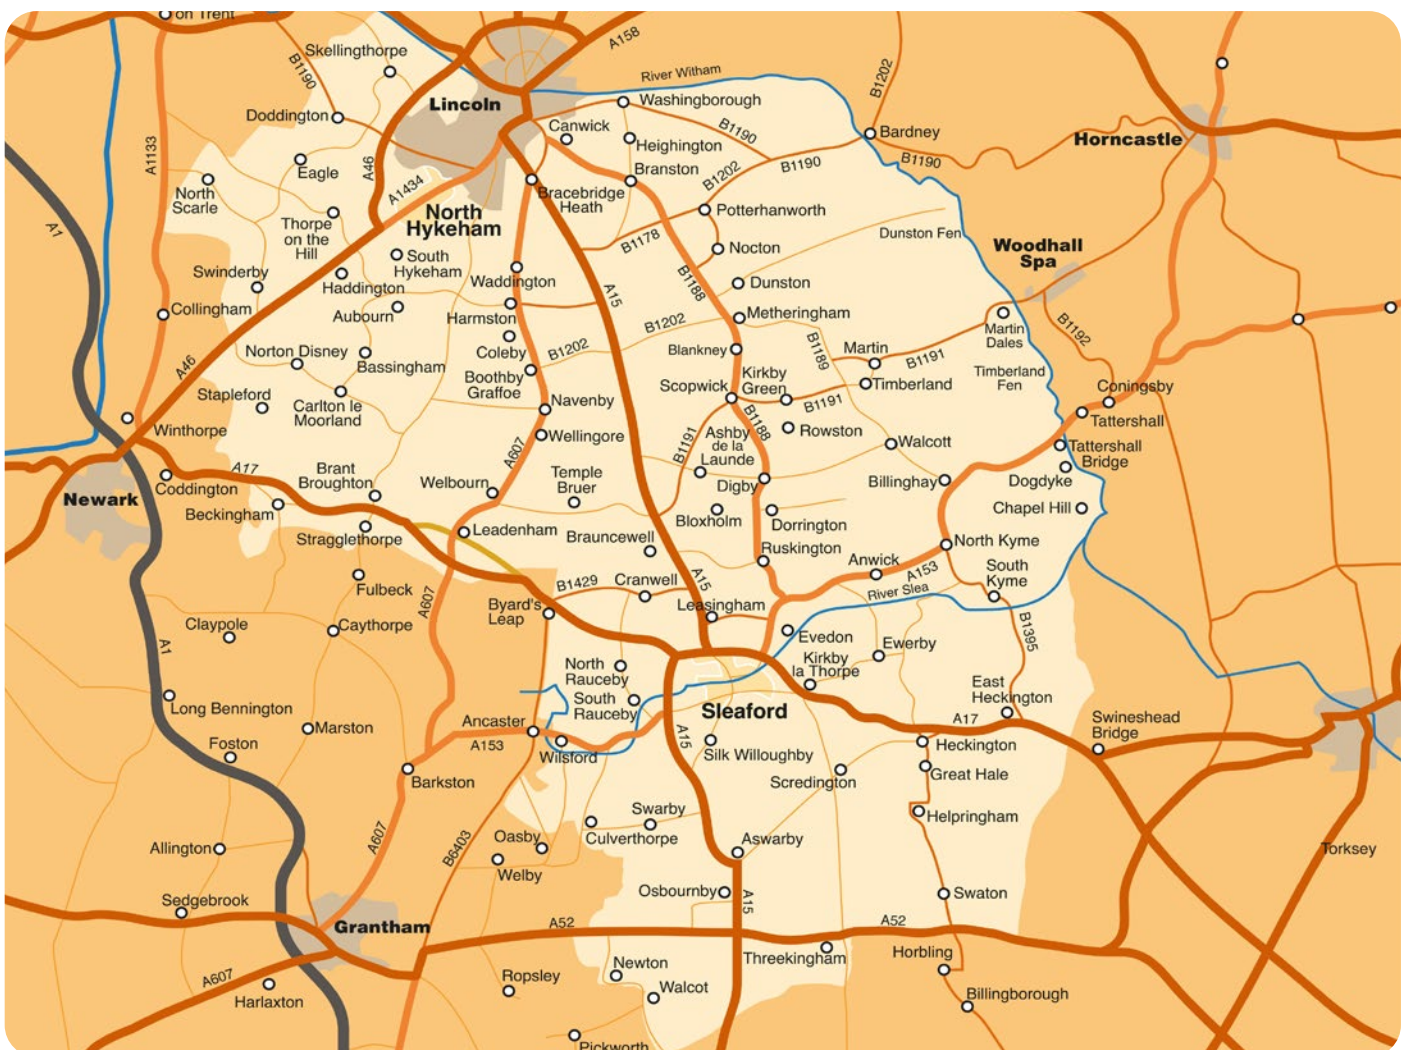 on Trent
Skellingthorpe
A158
B1190
River Witham
B1202
Lincoln
Washingborough
Doddington
Canwick
B1190
Bardney
Horncastle
A1133
Heighington
B1190
B1190
Eagle
A46
Branston
B1202
A1434
North
Scarle
Bracebridge
Heath
Potterhanworth
North
Hykeham
Thorpe
on the
Hill
A1
B1178
Dunston Fen
Nocton
Woodhall
Spa
South
Hykeham
Swinderby
Haddington
Waddington
B1188
Dunston
A15
Collingham
Aubourn
Harmston
B1202
Metheringham
Martin
Dales
B1192
Norton Disney
Coleby
B1202
Blankney
B1189
Martin
B1191
A46
Bassingham
Boothby
Graffoe
Kirkby
Green
Timberland
Fen
Stapleford
Scopwick
Timberland
Coningsby
Carlton le
Moorland
Navenby
B1191
Tattershall
Winthorpe
B1188
Rowston
Wellingore
B1191
Ashby
de la
Launde
Walcott
Tattershall
Bridge
A607
A17
Brant
Broughton
Welbourn
Temple
Bruer
Digby
Billinghay
Dogdyke
Coddington
Newark
Beckingham
Bloxholm
Chapel Hill
Stragglethorpe
Leadenham
Brauncewell
Dorrington
Ruskington
Anwick
North Kyme
A153
South
Kyme
Fulbeck
B1429
Cranwell
A15
River Slea
A607
Byard's
Leap
Leasingham
Claypole
Caythorpe
Evedon
Ewerby
B1395
A1
North
Rauceby
Kirkby
la Thorpe
East
Heckington
Long Bennington
South
Rauceby
Sleaford
Marston
Ancaster
A17
Swineshead
Bridge
Foston
A153
Wilsford
A15
Silk Willoughby
Heckington
Barkston
Scredington
Great Hale
Swarby
Helpringham
Allington
A607
B6403
Oasby
Culverthorpe
Aswarby
Torksey
Welby
Sedgebrook
Osbournby
A15
Swaton
Grantham
A52
A52
Horbling
A607
Newton
Threekingham
Harlaxton
Ropsley
Walcot
Billingborough
Pickworth